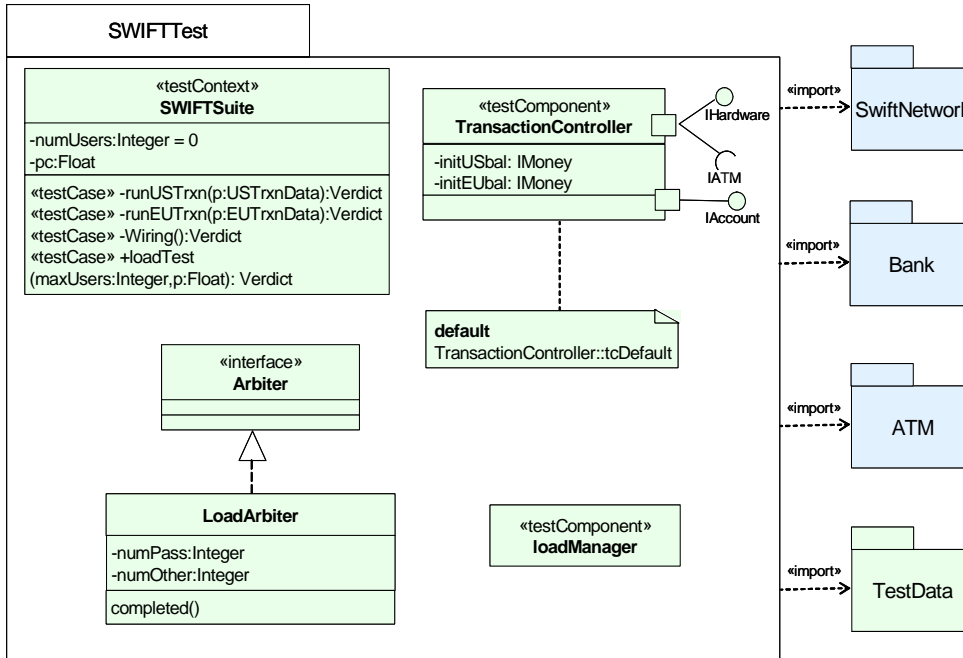 SWIFTTest
«testContext»
SWIFTSuite
-numUsers:Integer = 0
-pc:Float
«testCase» -runUSTrxn(p:USTrxnData):Verdict
«testCase» -runEUTrxn(p:EUTrxnData):Verdict
«testCase» -Wiring():Verdict
«testCase» +loadTest
(maxUsers:Integer,p:Float): Verdict
«testComponent»
TransactionController
-initUSbal: IMoney
-initEUbal: IMoney
IHardware
IATM
IAccount
default
TransactionController::tcDefault
«interface»
Arbiter
LoadArbiter
-numPass:Integer
-numOther:Integer
completed()
«testComponent»
loadManager
«import»
SwiftNetwork
«import»
Bank
«import»
ATM
«import»
TestData